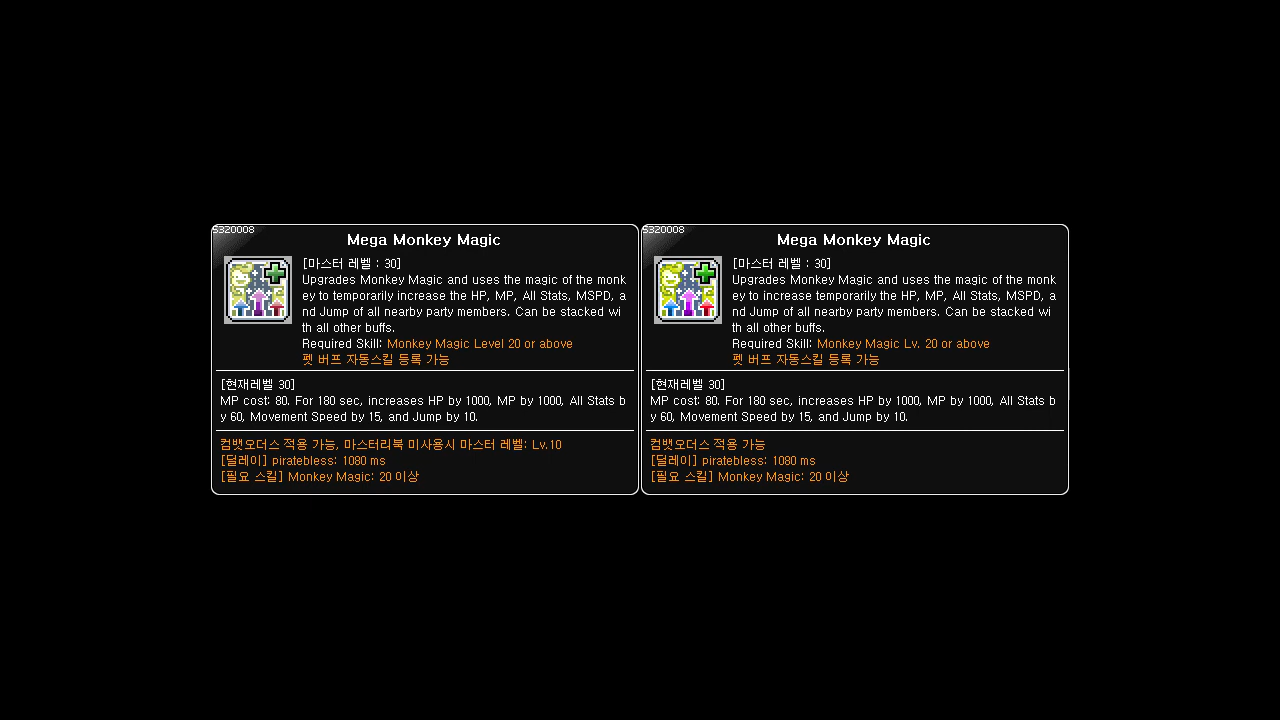 5320008
Mega Monkey Magic
[마스터 레벨 : 30]
Upgrades Monkey Magic and uses the magic of the monk
ey to temporarily increase the HP, MP, All Stats, MSPD, a
nd Jump of all nearby party members. Can be stacked wi
th all other buffs.
Required Skill: Monkey Magic Level 20 or above
펫 버프 자동스킬 등록 가능
[현재레벨 30]
MP cost: 80. For 180 sec, increases HP by 1000, MP by 1000, All Stats b
y 60, Movement Speed by 15, and Jump by 10.
컴뱃오더스 적용 가능, 마스터리북 미사용시 마스터 레벨: Lv.10
[딜레이] piratebless: 1080 ms
[필요 스킬] Monkey Magic: 20 이상
5320008
Mega Monkey Magic
[마스터 레벨 : 30]
Upgrades Monkey Magic and uses the magic of the monk
ey to increase temporarily the HP, MP, All Stats, MSPD, a
nd Jump of all nearby party members. Can be stacked wi
th all other buffs.
Required Skill: Monkey Magic Lv. 20 or above
펫 버프 자동스킬 등록 가능
[현재레벨 30]
MP cost: 80. For 180 sec, increases HP by 1000, MP by 1000, All Stats b
y 60, Movement Speed by 15, and Jump by 10.
컴뱃오더스 적용 가능
[딜레이] piratebless: 1080 ms
[필요 스킬] Monkey Magic: 20 이상